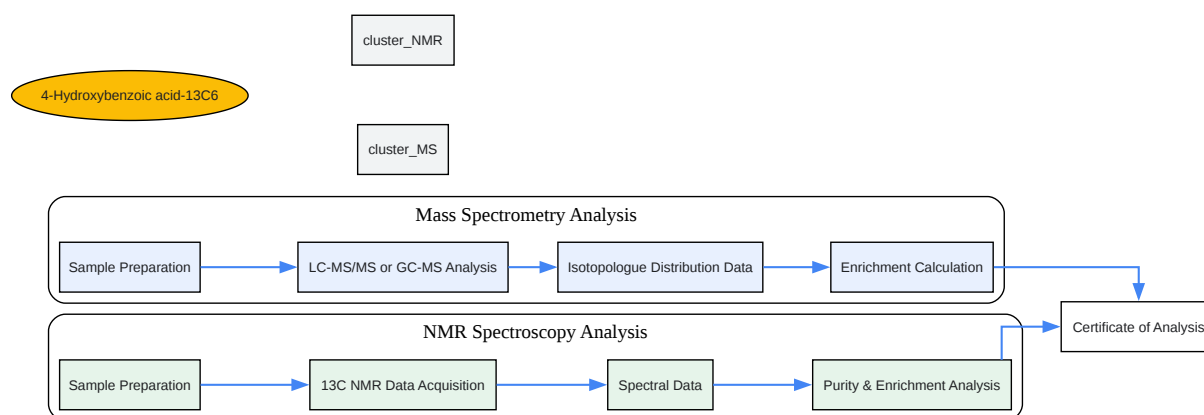 cluster_NMR
4-Hydroxybenzoic acid-13C6
cluster_MS
Mass Spectrometry Analysis
Sample Preparation
LC-MS/MS or GC-MS Analysis
Isotopologue Distribution Data
Enrichment Calculation
Certificate of Analysis
NMR Spectroscopy Analysis
Sample Preparation
13C NMR Data Acquisition
Spectral Data
Purity & Enrichment Analysis